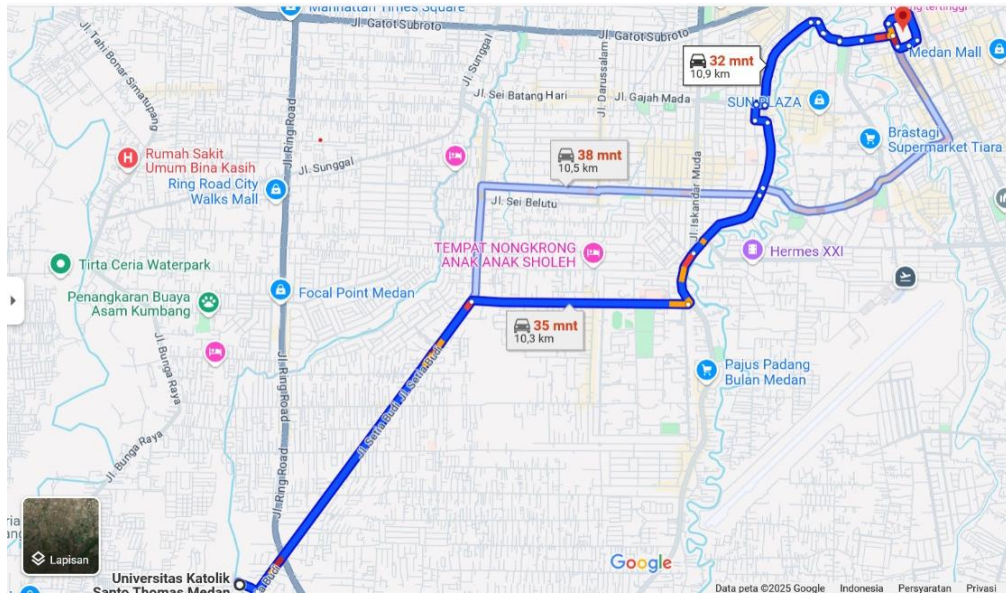 Manhattan Times Square
Jl. Gatot Subroto
Jl. Gatot Subroto
tertinggi
Medan Mall
32 mnt
10,9 km
Jl. Tahi Bonar Simatupang
Jl. Sunggal
Jl. Ring Road
Jl. Sei Batang Hari
Jl. Darussalam
Jl. Gajah Mada
SUN PLAZA
Brastagi
Supermarket Tiara
Rumah Sakit
Umum Bina Kasih
Jl. Sunggal
Ring Road City
Walks Mall
38 mnt
10,5 km
Jl. Iskandar Muda
Jl. Sei Belutu
TEMPAT NONGKRONG
ANAK ANAK SHOLEH
Hermes XXI
Tirta Ceria Waterpark
Penangkaran Buaya
Asam Kumbang
Focal Point Medan
35 mnt
10,3 km
Jl. Bunga Raya
Jl. Ring Road
Jl. Setia Budi
Jl. Setia Budi
Pajus Padang
Bulan Medan
Jl. Bunga Raya
Jl. Ring Road
Lapisan
Google
Universitas Katolik
Santo Thomas Medan
Budi
Data peta ©2025 Google Indonesia Persyaratan Privasi